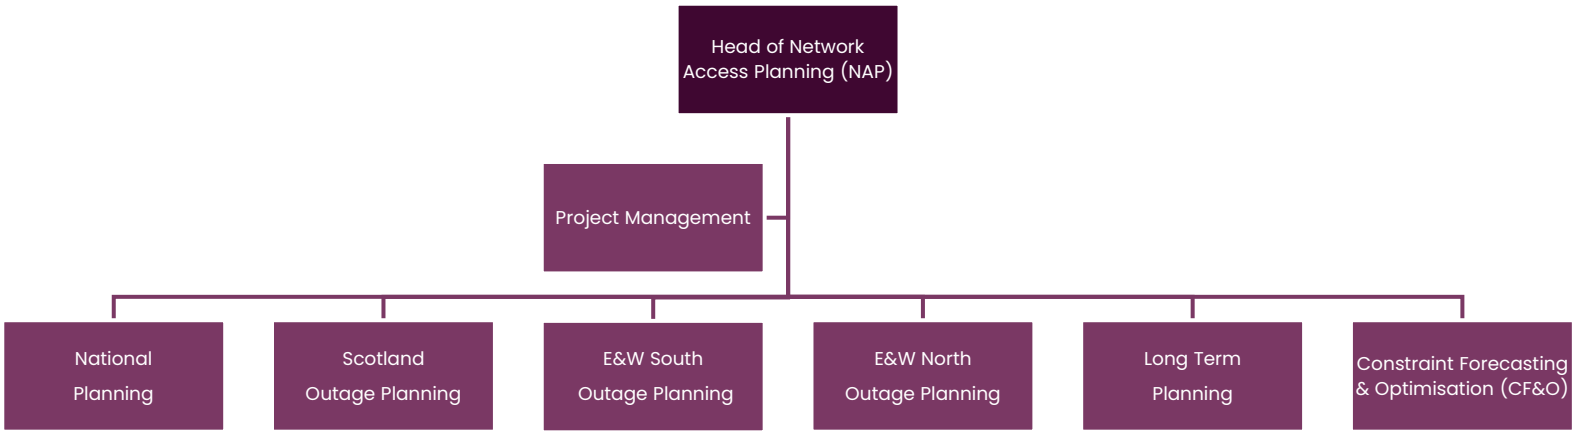 Head of Network
Access Planning (NAP)
Project Management
National
Planning
Scotland
Outage Planning
E&W South
Outage Planning
E&W North
Outage Planning
Long Term
Planning
Constraint Forecasting
& Optimisation (CF&O)